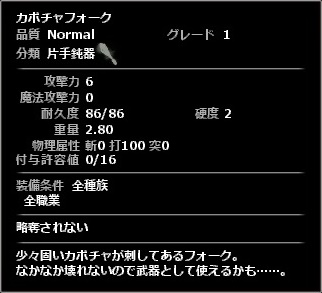 カボチャフォーク
品質 Normal グレード 1
分類 片手鈍器
攻撃力 6
魔法攻撃力 0
耐久度 86/86 硬度 2
重量 2.80
物理属性 斬0 打100 突0
付与許容値 0/16
装備条件 全種族
全職業
略奪されない
少々固いカボチャが刺してあるフォーク。
なかなか壊れないので武器として使えるかも……。